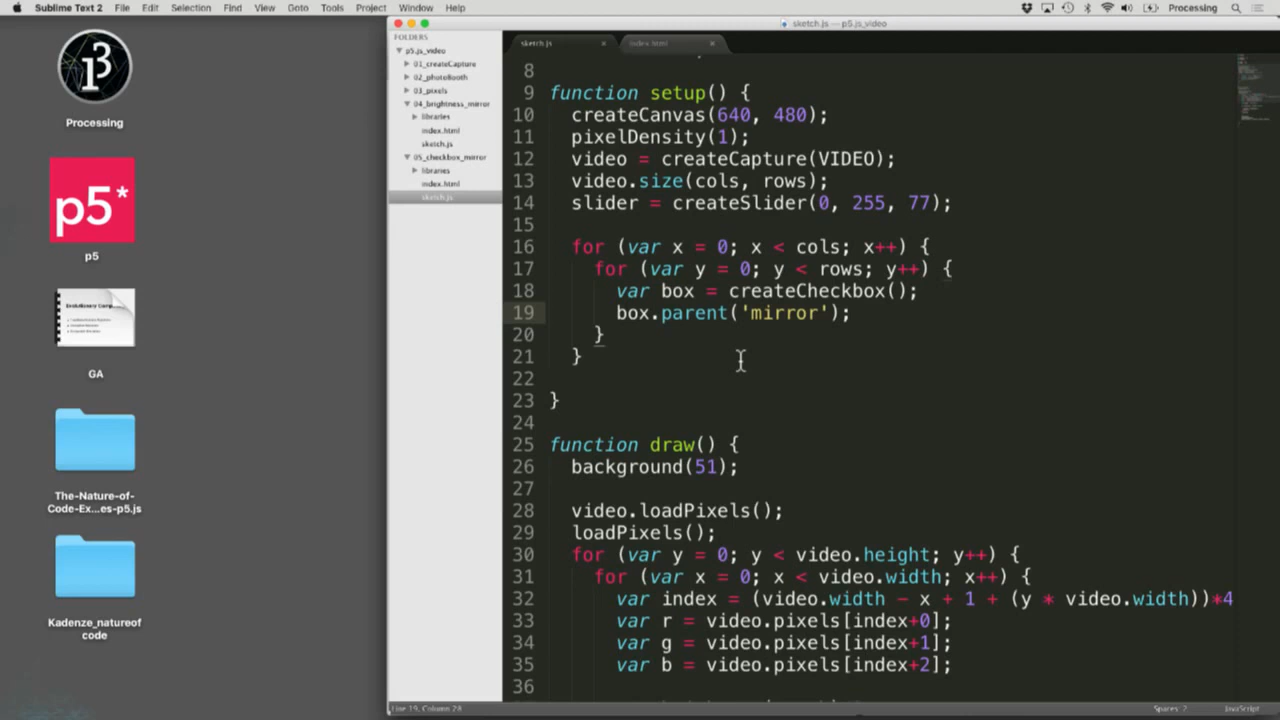 Sublime Text 2 File Edit Selection Find View Goto Tools Project Window Help Processing
sketch.js — p5.js_video
FOLDERS
p5.js_video
01_createCapture
02_photoBooth
03_pixels
04_brightness_mirror
libraries
index.html
sketch.js
05_checkbox_mirror
libraries
index.html
sketch.js
sketch.js
index.html
8
9 function setup() {
10 createCanvas(640, 480);
11 pixelDensity(1);
12 video = createCapture(VIDEO);
13 video.size(cols, rows);
14 slider = createSlider(0, 255, 77);
15
16 for (var x = 0; x < cols; x++) {
17 for (var y = 0; y < rows; y++) {
18 var box = createCheckbox();
19 box.parent('mirror');
20 }
21 }
22
23 }
24
25 function draw() {
26 background(51);
27
28 video.loadPixels();
29 loadPixels();
30 for (var y = 0; y < video.height; y++) {
31 for (var x = 0; x < video.width; x++) {
32 var index = (video.width - x + 1 + (y * video.width))*4
33 var r = video.pixels[index+0];
34 var g = video.pixels[index+1];
35 var b = video.pixels[index+2];
36
Line 19, Column 26
Spaces: 2
JavaScript
Processing
p5*
p5
GA
The-Nature-of-
Code-Ex...es-p5.js
Kadenze_natureof
code